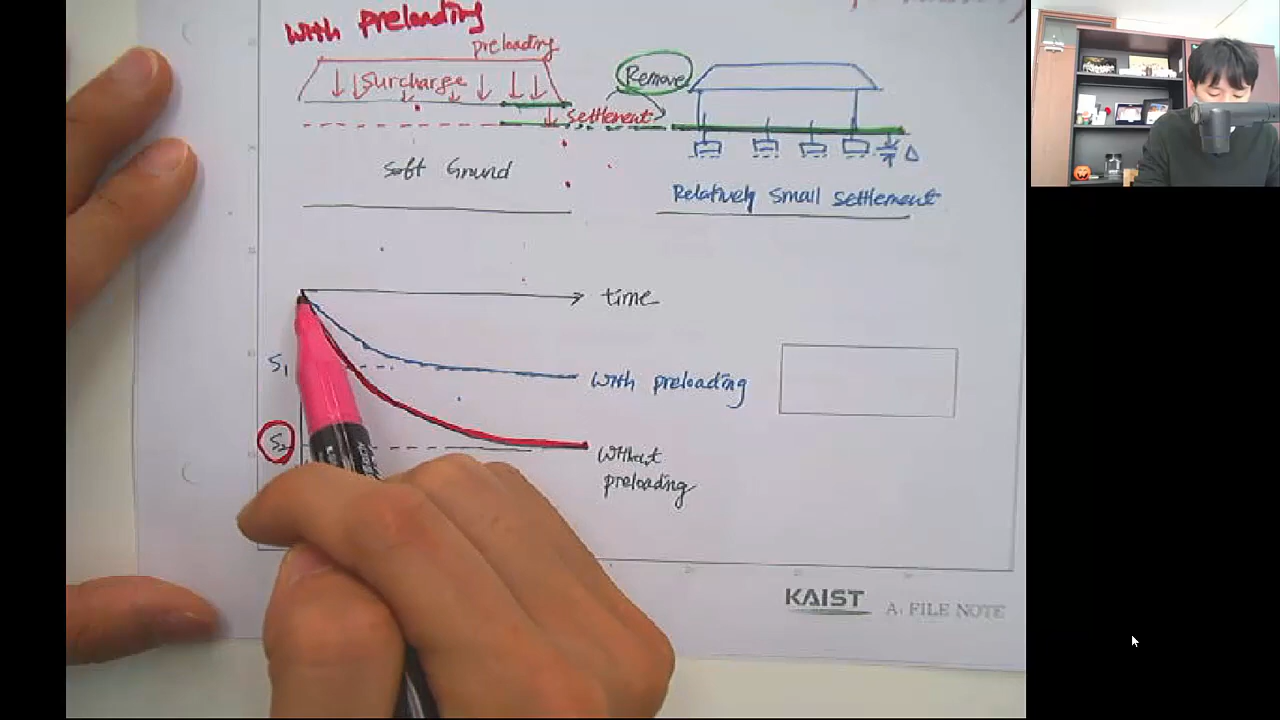 With preloading
preloading
Surcharge
Remove
settlement
Soft Ground
Δ
Relatively small settlement
time
S₁
With preloading
S₂
without
preloading
KAIST
A₄ FILE NOTE